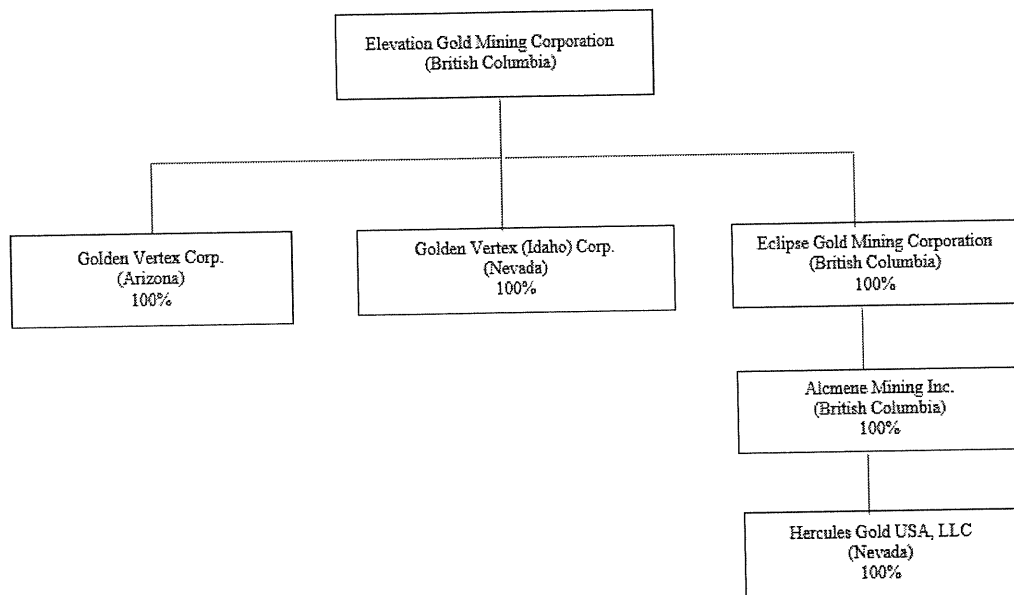 Elevation Gold Mining Corporation
(British Columbia)
Golden Vertex Corp.
(Arizona)
100%
Golden Vertex (Idaho) Corp.
(Nevada)
100%
Eclipse Gold Mining Corporation
(British Columbia)
100%
Alcmene Mining Inc.
(British Columbia)
100%
Hercules Gold USA, LLC
(Nevada)
100%